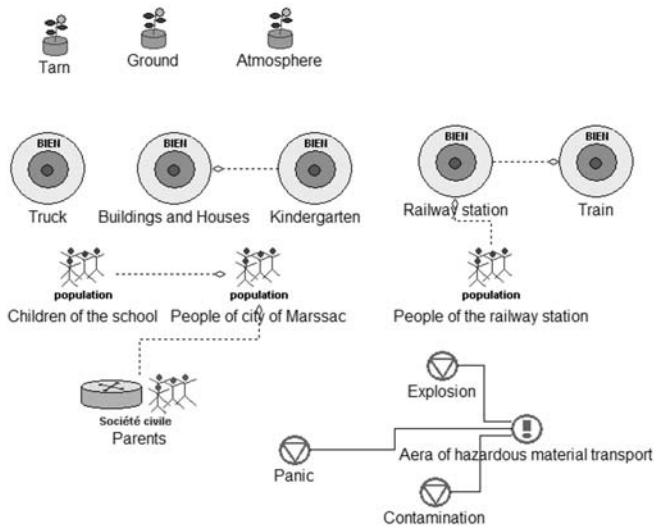 Tarn
Ground
Atmosphere
BIEN
BIEN
BIEN
BIEN
BIEN
Truck
Buildings and Houses
Kindergarten
Railway station
Train
population
population
population
Children of the school
People of city of Marssac
People of the railway station
Explosion
Société civile
Parents
Aera of hazardous material transport
Panic
Contamination